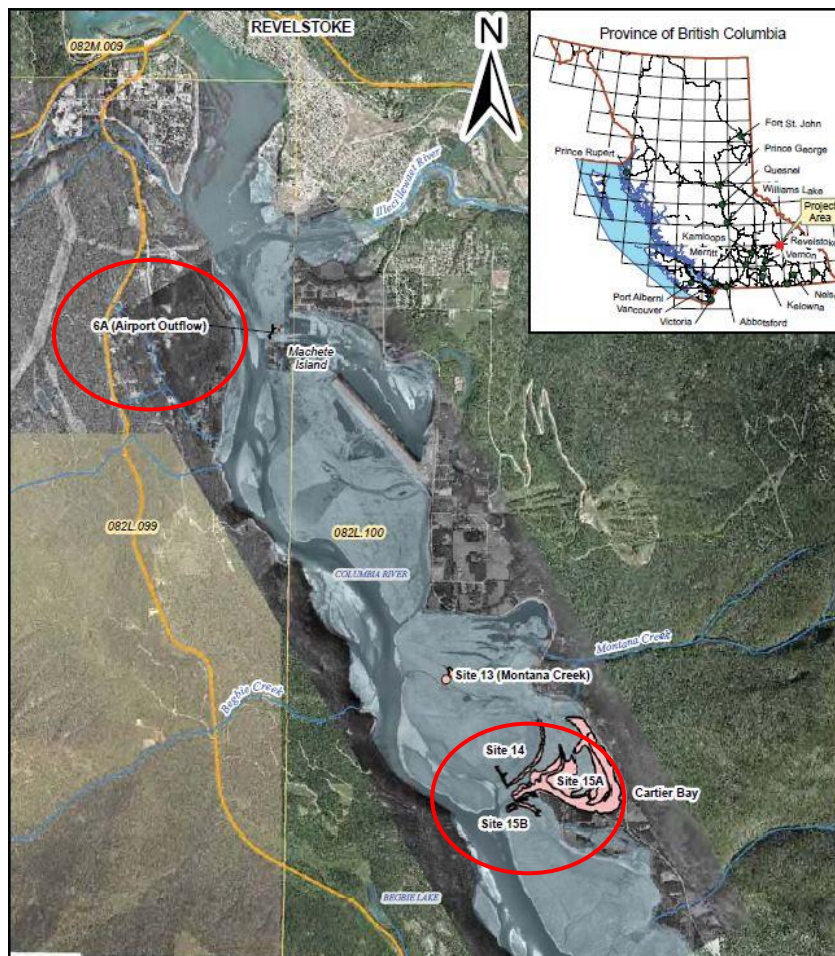 REVELSTOKE
082M.009
N
Illecillewaet River
6A (Airport Outflow)
Machete
Island
082L.099
082L.100
COLUMBIA RIVER
Montana Creek
Site 13 (Montana Creek)
Begbie Creek
Site 14
Site 15A
Cartier Bay
Site 15B
BEGBIE LAKE
Province of British Columbia
Fort St. John
Prince George
Prince Rupert
Quesnel
Williams Lake
Project
Area
Kamloops
Revelstoke
Merritt
Vernon
Port Alberni
Nels
Vancouver
Kelowna
Victoria
Abbotsford